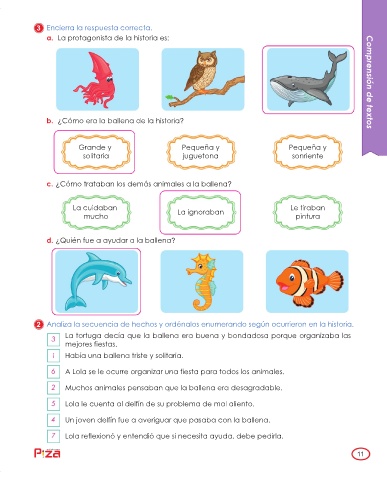 3 Encierra la respuesta correcta.
a. La protagonista de la historia es:
Comprensión de textos
b. ¿Cómo era la ballena de la historia?
Grande y
solitaria
Pequeña y
juguetona
Pequeña y
sonriente
c. ¿Cómo trataban los demás animales a la ballena?
La cuidaban
mucho
La ignoraban
Le tiraban
pintura
d. ¿Quién fue a ayudar a la ballena?
2 Analiza la secuencia de hechos y ordénalos enumerando según ocurrieron en la historia.
3 La tortuga decía que la ballena era buena y bondadosa porque organizaba las
mejores fiestas.
1 Había una ballena triste y solitaria.
6 A Lola se le ocurre organizar una fiesta para todos los animales.
2 Muchos animales pensaban que la ballena era desagradable.
5 Lola le cuenta al delfín de su problema de mal aliento.
4 Un joven delfín fue a averiguar que pasaba con la ballena.
7 Lola reflexionó y entendió que si necesita ayuda, debe pedirla.
Piza
11